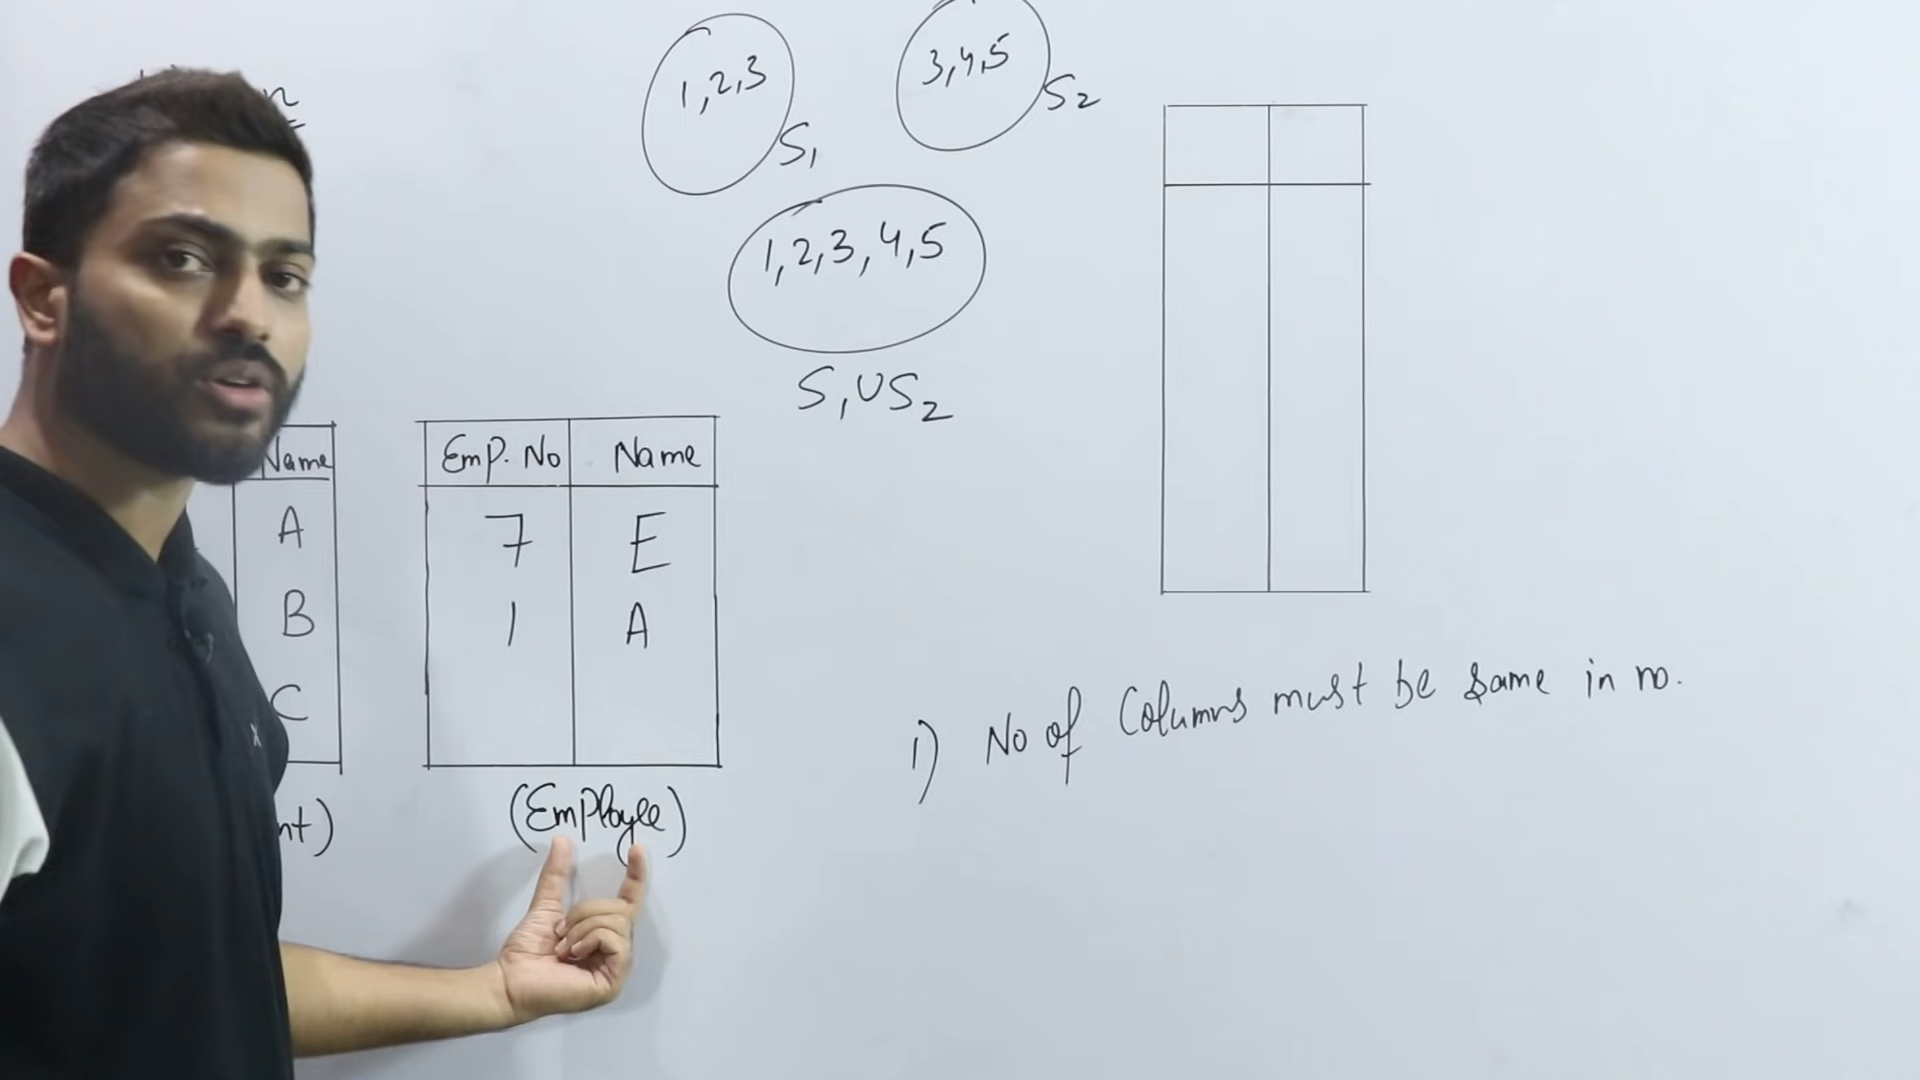 1,2,3
S1
3,4,5
S2
1,2,3,4,5
S1US2
Name
A
B
C
nt)
Emp. No Name
7 E
1 A
(Employee)
1) No of Columns must be same in no.